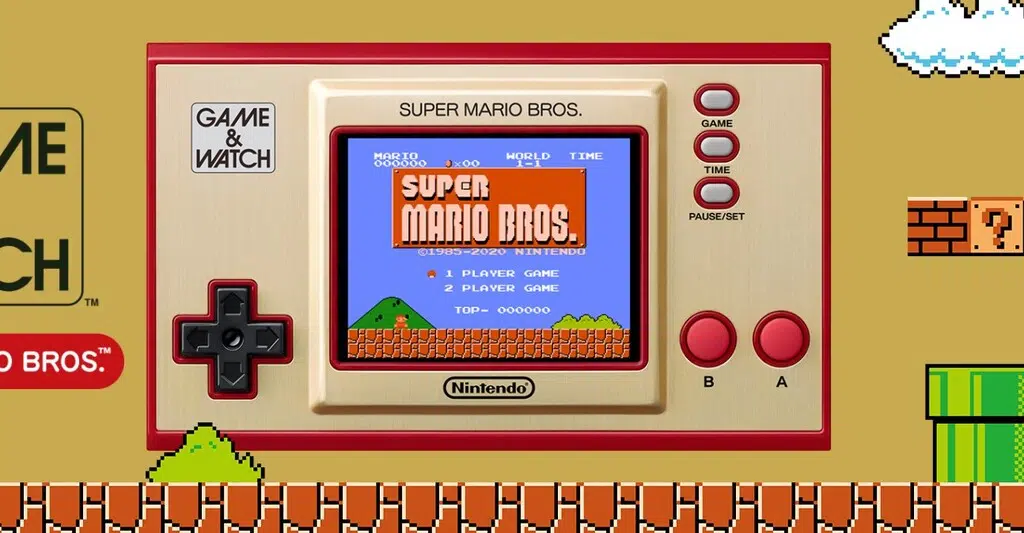 ME
CH
TM
O BROS.™
GAME
&
WATCH
SUPER MARIO BROS.
MARIO WORLD TIME
000000 x00 1-1
SUPER
MARIO BROS.
©1985-2020 NINTENDO
1 PLAYER GAME
2 PLAYER GAME
TOP- 000000
Nintendo®
GAME
TIME
PAUSE/SET
B A
?